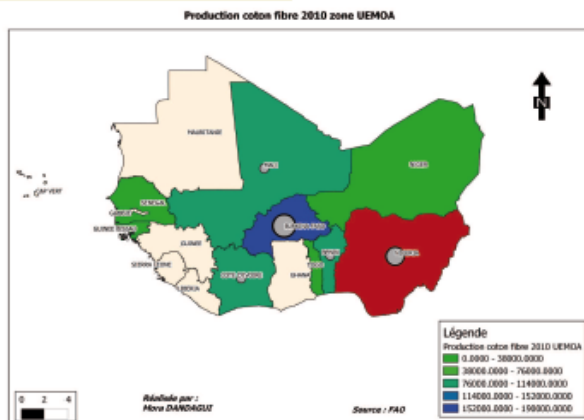 Production coton fibre 2010 zone UEMOA
N
MAURITANIE
MALI
NIGER
CAP VERT
SENEGAL
GAMBIE
GUINEE BISSAU
GUINEE
SIERRA LEONE
LIBERIA
COTE D'IVOIRE
GHANA
TOGO
BENIN
BURKINA FASO
NIGERIA
Légende
Production coton fibre 2010 UEMOA
0.0000 - 38000.0000
38000.0000 - 76000.0000
76000.0000 - 114000.0000
114000.0000 - 152000.0000
152000.0000 - 190000.0000
0 2 4
Réalisée par :
Mora DANDAGUI
Source : FAO